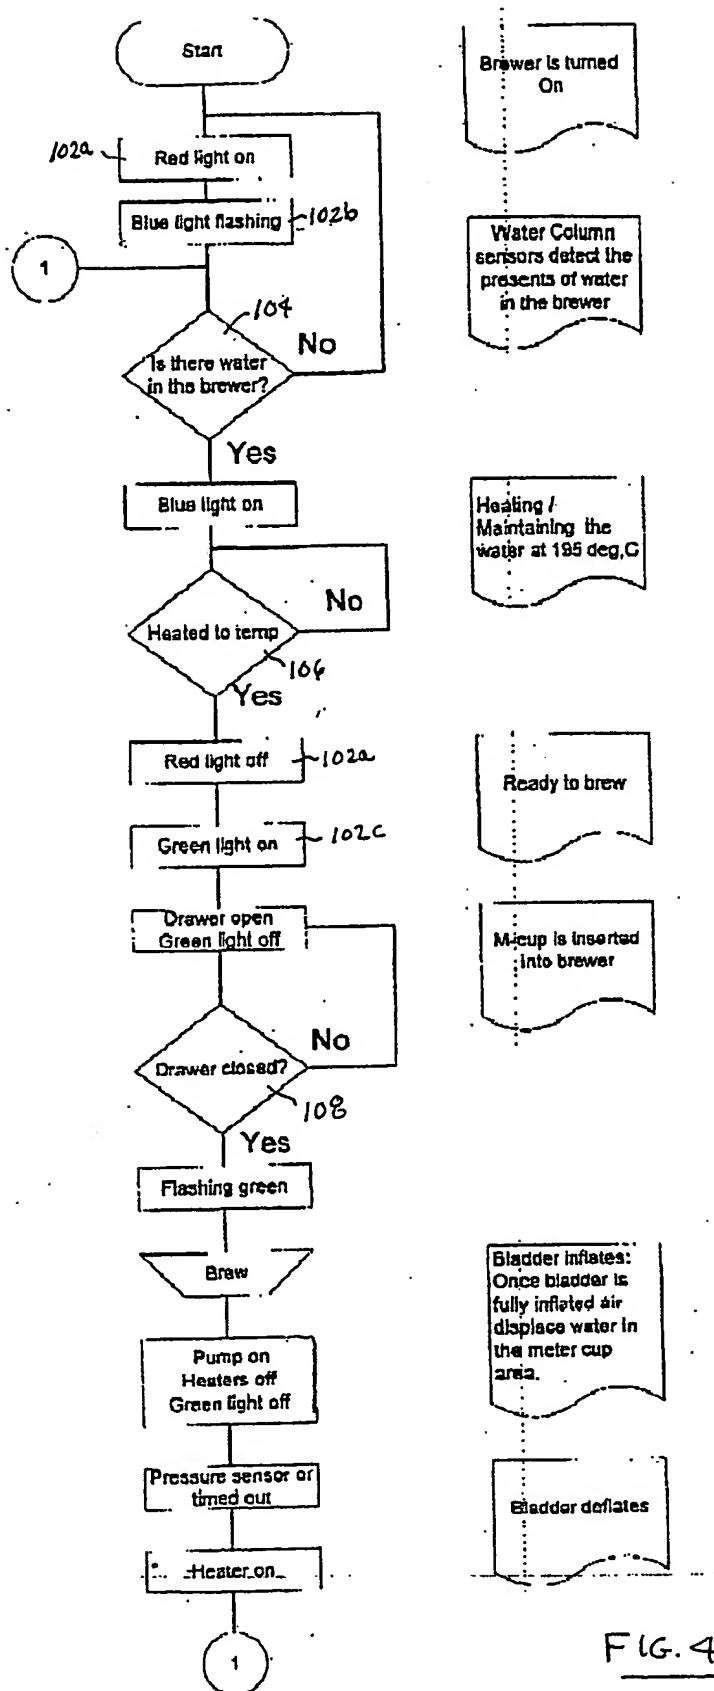 Start
Brewer is turned
On
102a
Red light on
Blue light flashing
102b
1
Water Column
sensors detect the
presents of water
in the brewer
104
No
Is there water
in the brewer?
Yes
Blue light on
Heating /
Maintaining the
water at 195 deg,C
No
Heated to temp
106
Yes
Red light off
102a
Ready to brew
Green light on
102c
Drawer open
Green light off
M-cup is inserted
into brewer
No
Drawer closed?
108
Yes
Flashing green
Brew
Bladder inflates:
Once bladder is
fully inflated air
displace water in
the meter cup
area.
Pump on
Heaters off
Green light off
Pressure sensor or
timed out
Bladder deflates
Heater on
1
FIG. 4